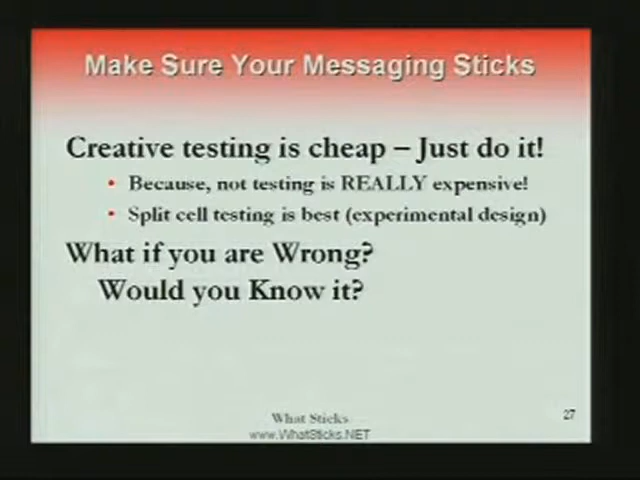 Make Sure Your Messaging Sticks
Creative testing is cheap – Just do it!
• Because, not testing is REALLY expensive!
• Split cell testing is best (experimental design)
What if you are Wrong?
Would you Know it?
What Sticks
www.WhatSticks.NET
27